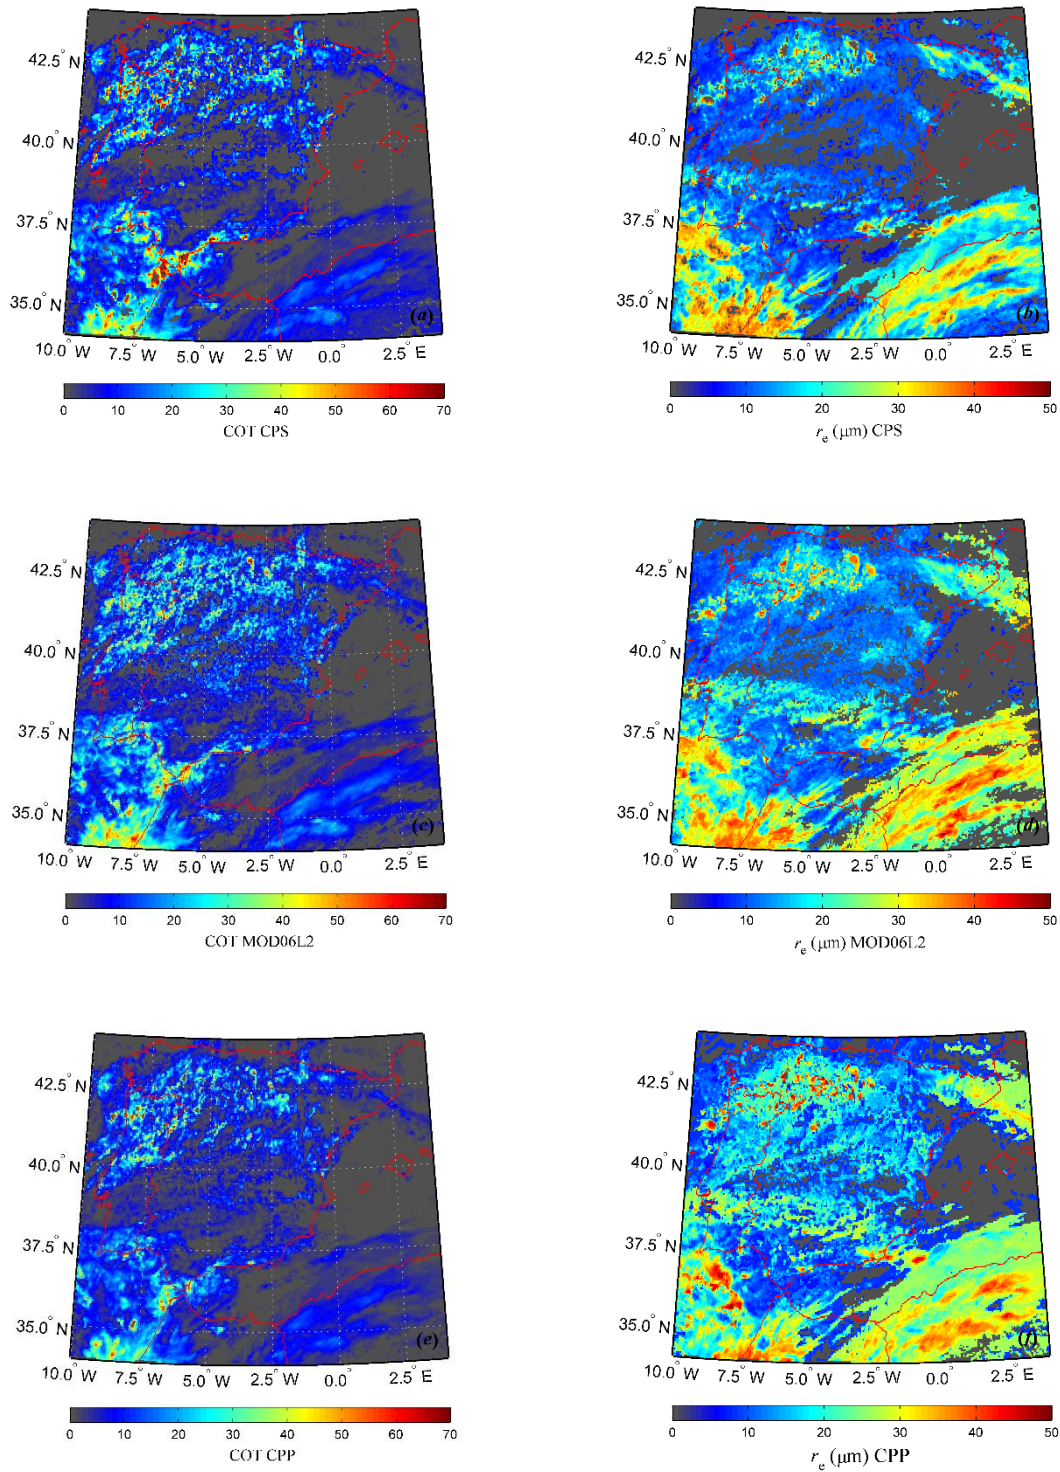 42.5° N
40.0° N
37.5° N
35.0° N
(a)
10.0° W 7.5° W 5.0° W 2.5° W 0.0° 2.5° E
0 10 20 30 40 50 60 70
COT CPS
42.5° N
40.0° N
37.5° N
35.0° N
(b)
10.0° W 7.5° W 5.0° W 2.5° W 0.0° 2.5° E
0 10 20 30 40 50
re (µm) CPS
42.5° N
40.0° N
37.5° N
35.0° N
(c)
10.0° W 7.5° W 5.0° W 2.5° W 0.0° 2.5° E
0 10 20 30 40 50 60 70
COT MOD06L2
42.5° N
40.0° N
37.5° N
35.0° N
(d)
10.0° W 7.5° W 5.0° W 2.5° W 0.0° 2.5° E
0 10 20 30 40 50
re (µm) MOD06L2
42.5° N
40.0° N
37.5° N
35.0° N
(e)
10.0° W 7.5° W 5.0° W 2.5° W 0.0° 2.5° E
0 10 20 30 40 50 60 70
COT CPP
42.5° N
40.0° N
37.5° N
35.0° N
(f)
10.0° W 7.5° W 5.0° W 2.5° W 0.0° 2.5° E
0 10 20 30 40 50
re (µm) CPP